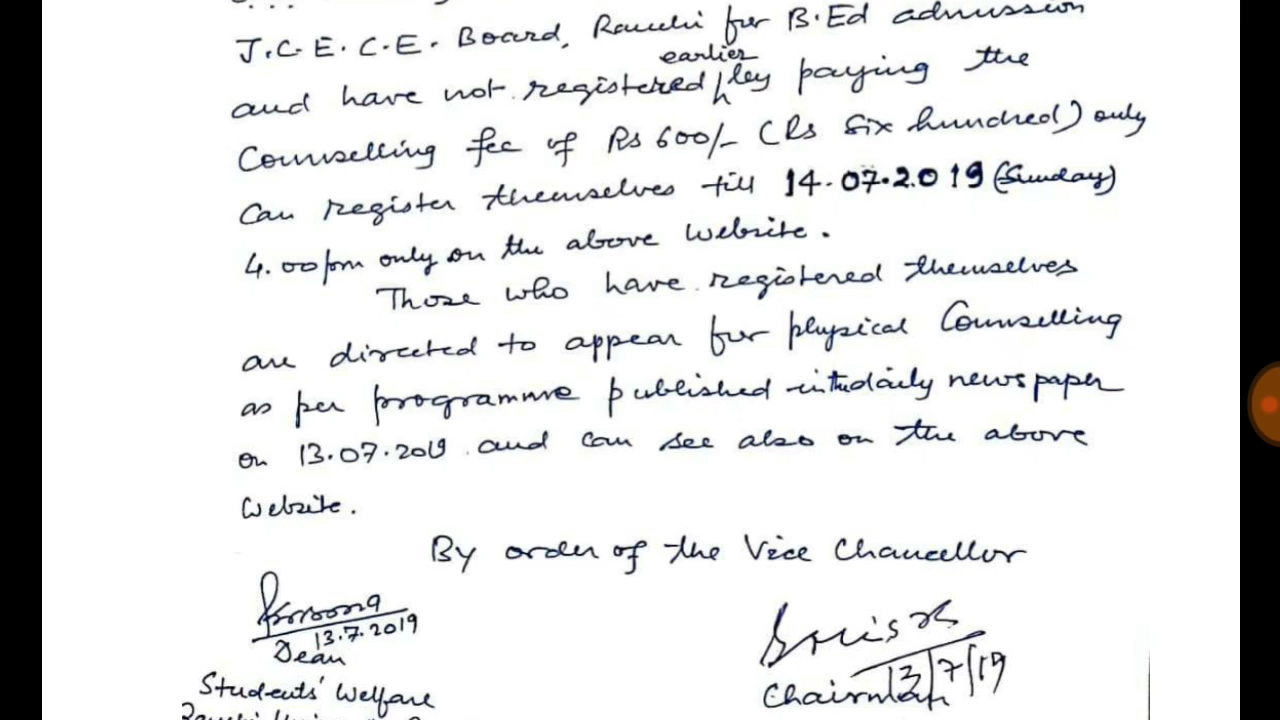 J.C.E.C.E. Board, Ranchi for B.Ed admission
earlier
and have not registered by paying the
Counselling fee of Rs 600/- (Rs Six hundred) only
Can register themselves till 14.07.2019 (Sunday)
4.00pm only on the above website.
Those who have registered themselves
are directed to appear for physical Counselling
as per programme published in the daily newspaper
on 13.07.2019 and can see also on the above
website.
By order of the Vice Chancellor
13.7.2019
Dean
13/7/19
Chairman
Students' Welfare